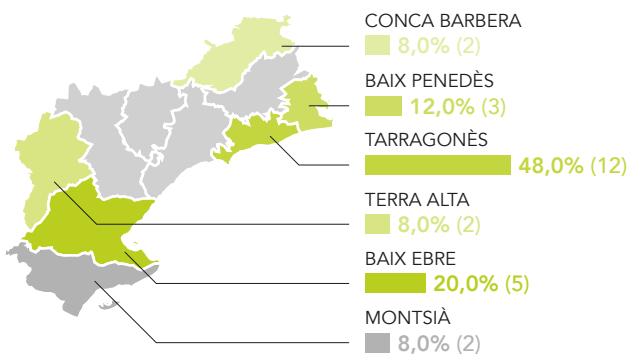 CONCA BARBERA
8,0% (2)
BAIX PENEDÈS
12,0% (3)
TARRAGONÈS
48,0% (12)
TERRA ALTA
8,0% (2)
BAIX EBRE
20,0% (5)
MONTSIÀ
8,0% (2)